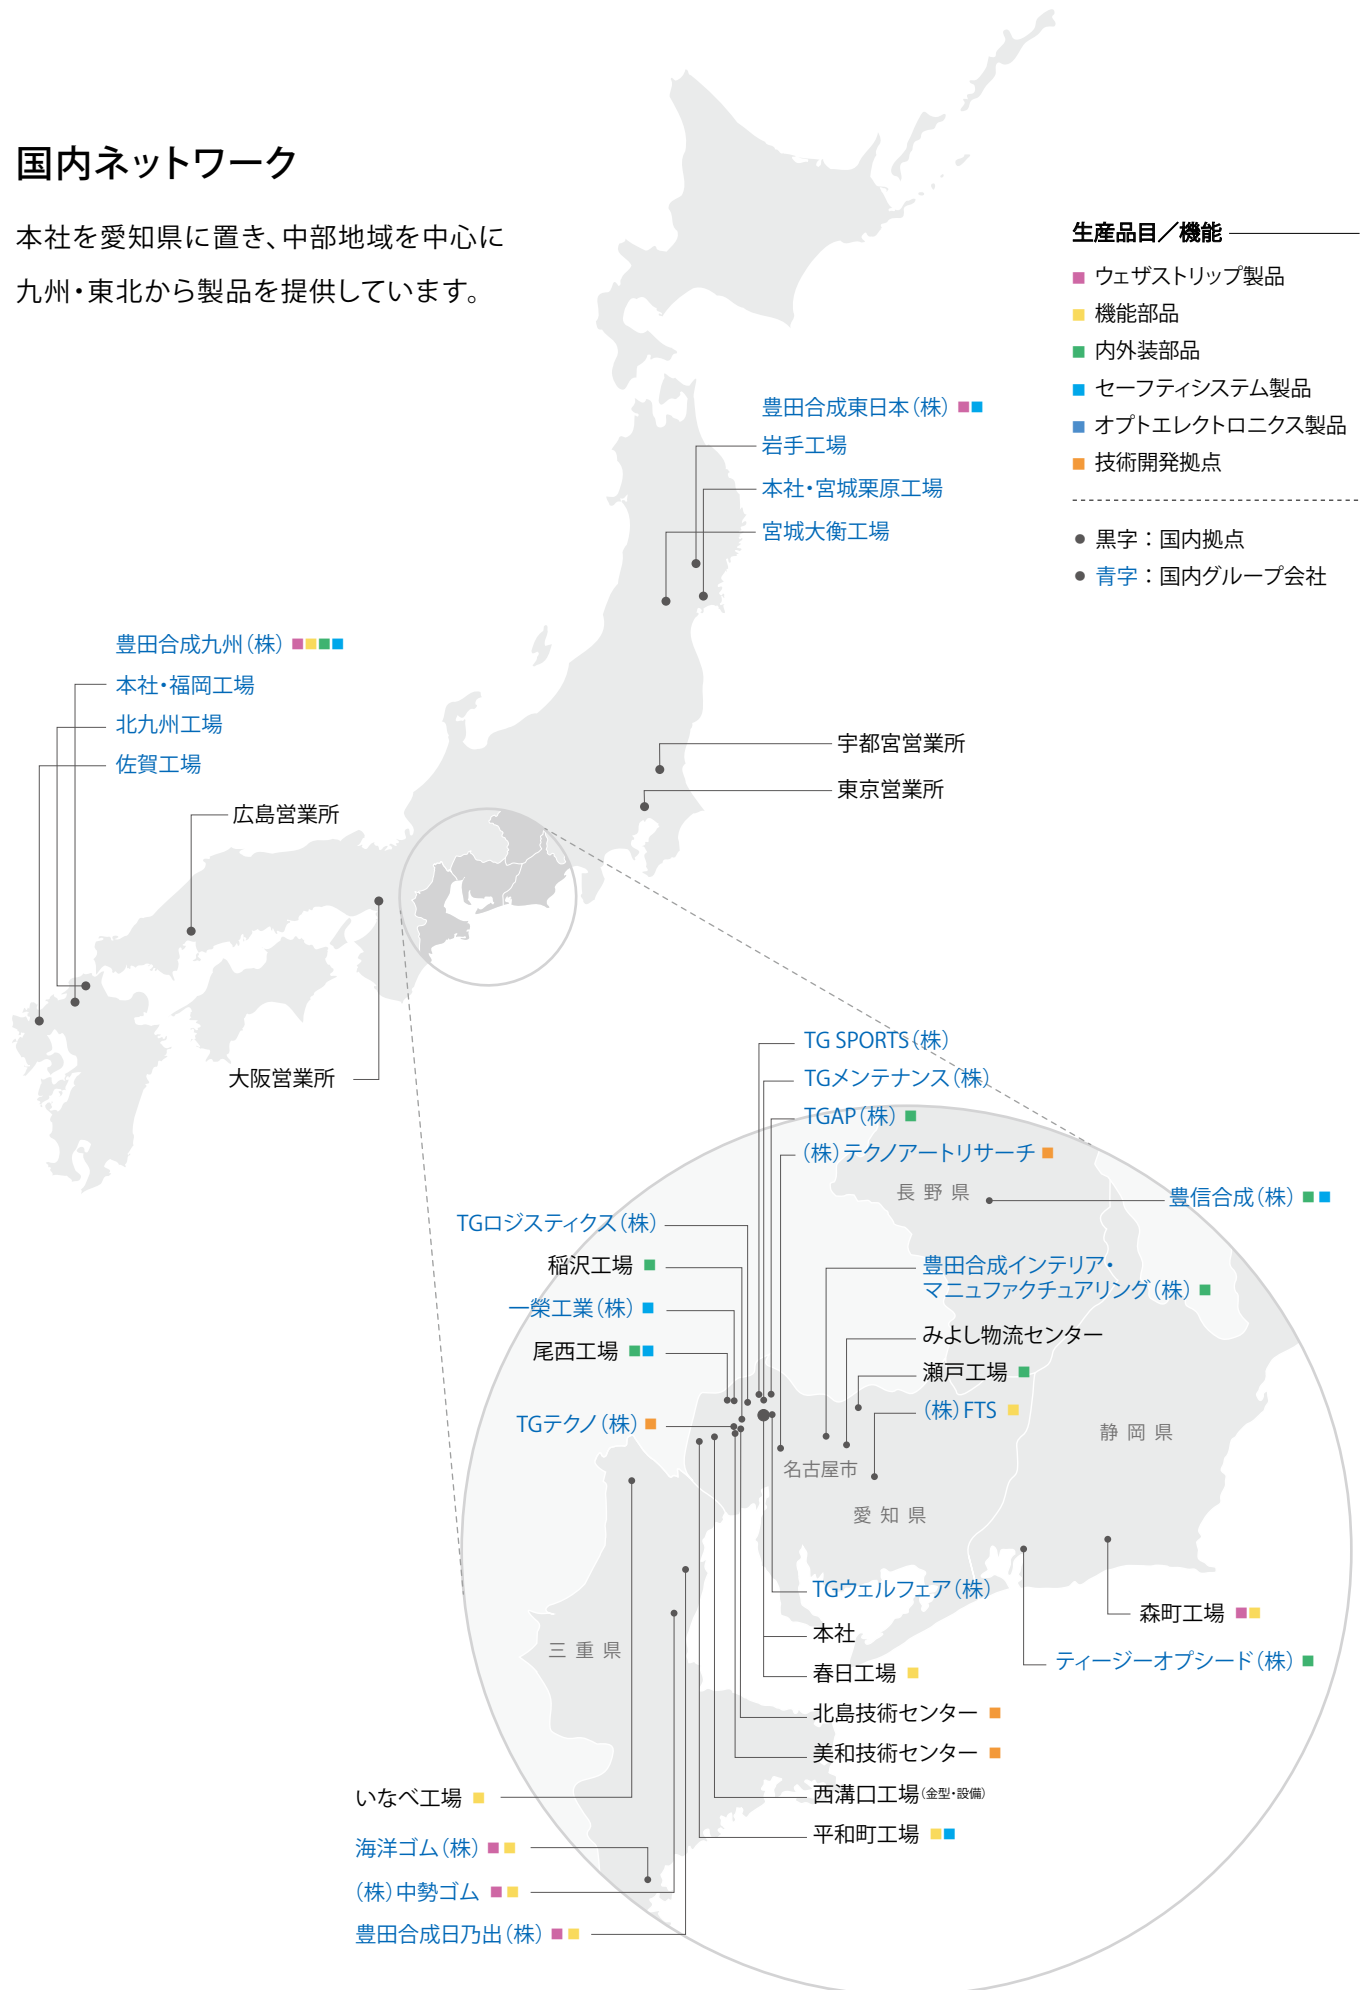 国内ネットワーク
本社を愛知県に置き、中部地域を中心に
九州・東北から製品を提供しています。
生産品目／機能
ウェザストリップ製品
機能部品
内外装部品
セーフティシステム製品
オプトエレクトロニクス製品
技術開発拠点
黒字：国内拠点
青字：国内グループ会社
豊田合成東日本（株）
岩手工場
本社・宮城栗原工場
宮城大衡工場
豊田合成九州（株）
本社・福岡工場
北九州工場
佐賀工場
広島営業所
宇都宮営業所
東京営業所
大阪営業所
TG SPORTS（株）
TGメンテナンス（株）
TGAP（株）
（株）テクノアートリサーチ
長野県
豊信合成（株）
TGロジスティクス（株）
稲沢工場
一榮工業（株）
尾西工場
TGテクノ（株）
豊田合成インテリア・
マニュファクチュアリング（株）
みよし物流センター
瀬戸工場
（株）FTS
静岡県
名古屋市
愛知県
三重県
TGウェルフェア（株）
本社
春日工場
北島技術センター
美和技術センター
西溝口工場（金型・設備）
平和町工場
森町工場
ティージーオプシード（株）
いなべ工場
海洋ゴム（株）
（株）中勢ゴム
豊田合成日乃出（株）